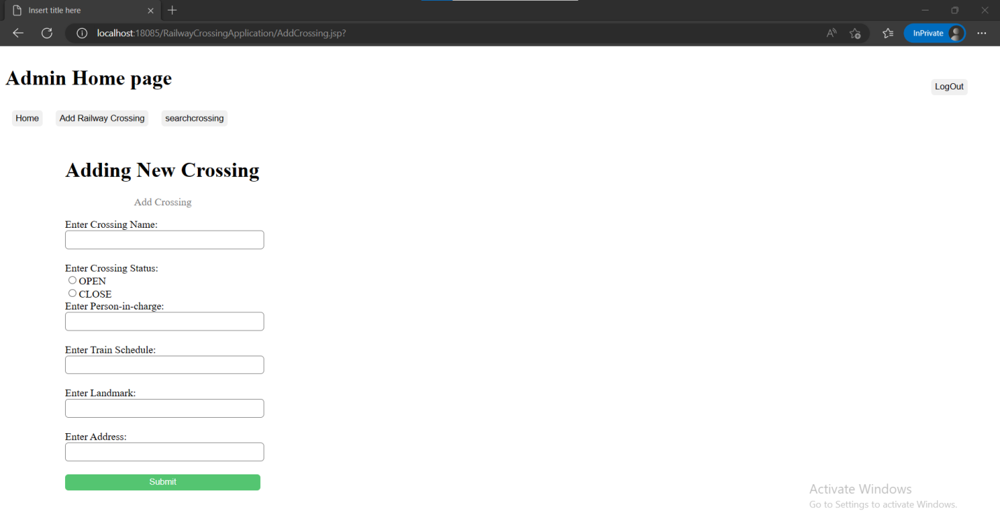 Insert title here
localhost:18085/RailwayCrossingApplication/AddCrossing.jsp?
InPrivate
Admin Home page
LogOut
Home Add Railway Crossing searchcrossing
Adding New Crossing
Add Crossing
Enter Crossing Name:
Enter Crossing Status:
OPEN
CLOSE
Enter Person-in-charge:
Enter Train Schedule:
Enter Landmark:
Enter Address:
Submit
Activate Windows
Go to Settings to activate Windows.